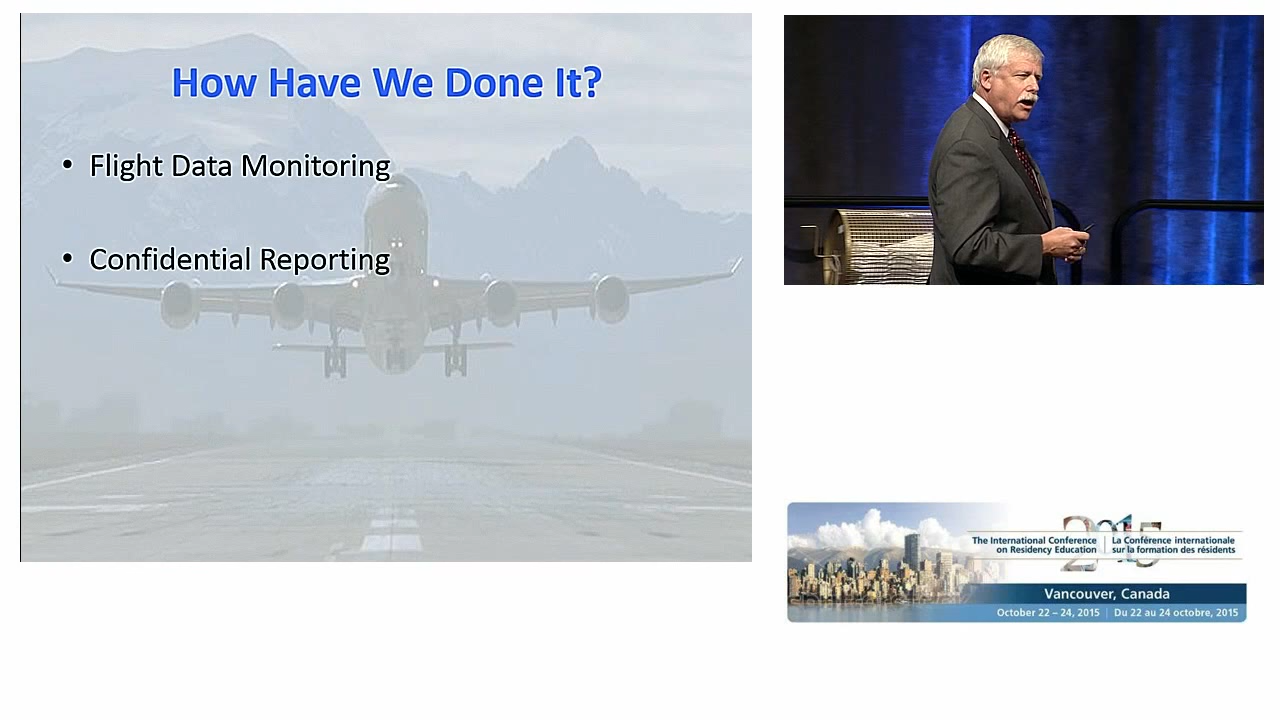 How Have We Done It?
• Flight Data Monitoring
• Confidential Reporting
2015
The International Conference
on Residency Education
La Conférence internationale
sur la formation des résidents
Vancouver, Canada
October 22 – 24, 2015 | Du 22 au 24 octobre, 2015